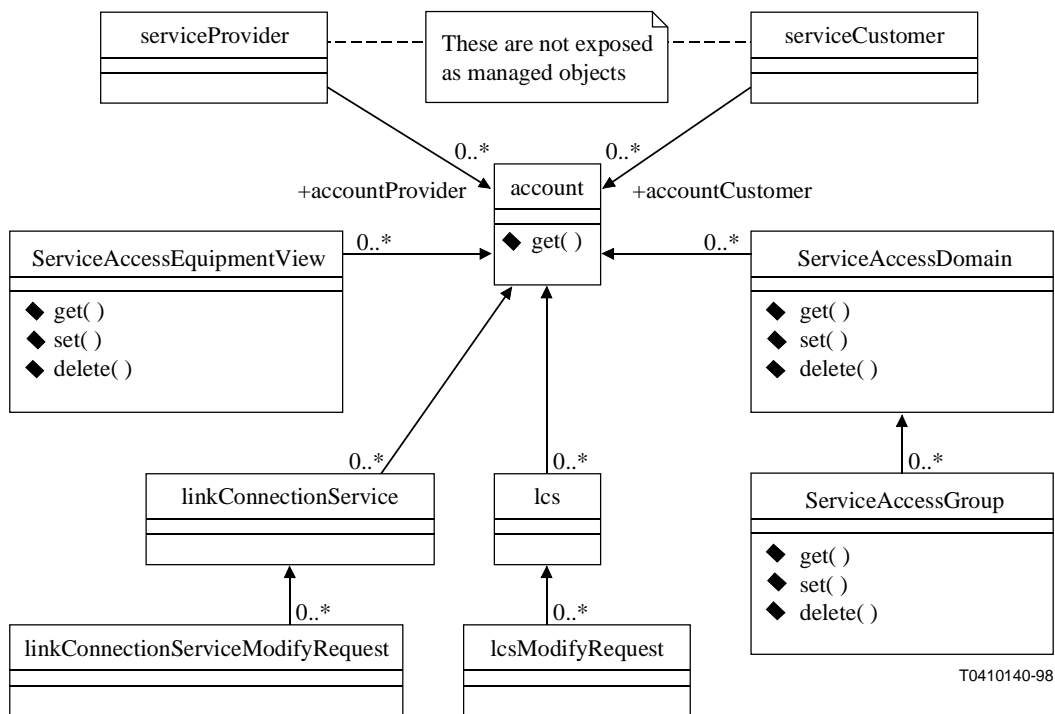 serviceProvider
These are not exposed
as managed objects
serviceCustomer
0..*
0..*
+accountProvider
account
+accountCustomer
get( )
ServiceAccessEquipmentView
0..*
get( )
set( )
delete( )
0..*
ServiceAccessDomain
get( )
set( )
delete( )
0..*
linkConnectionService
0..*
lcs
0..*
ServiceAccessGroup
get( )
set( )
delete( )
0..*
linkConnectionServiceModifyRequest
0..*
lcsModifyRequest
T0410140-98